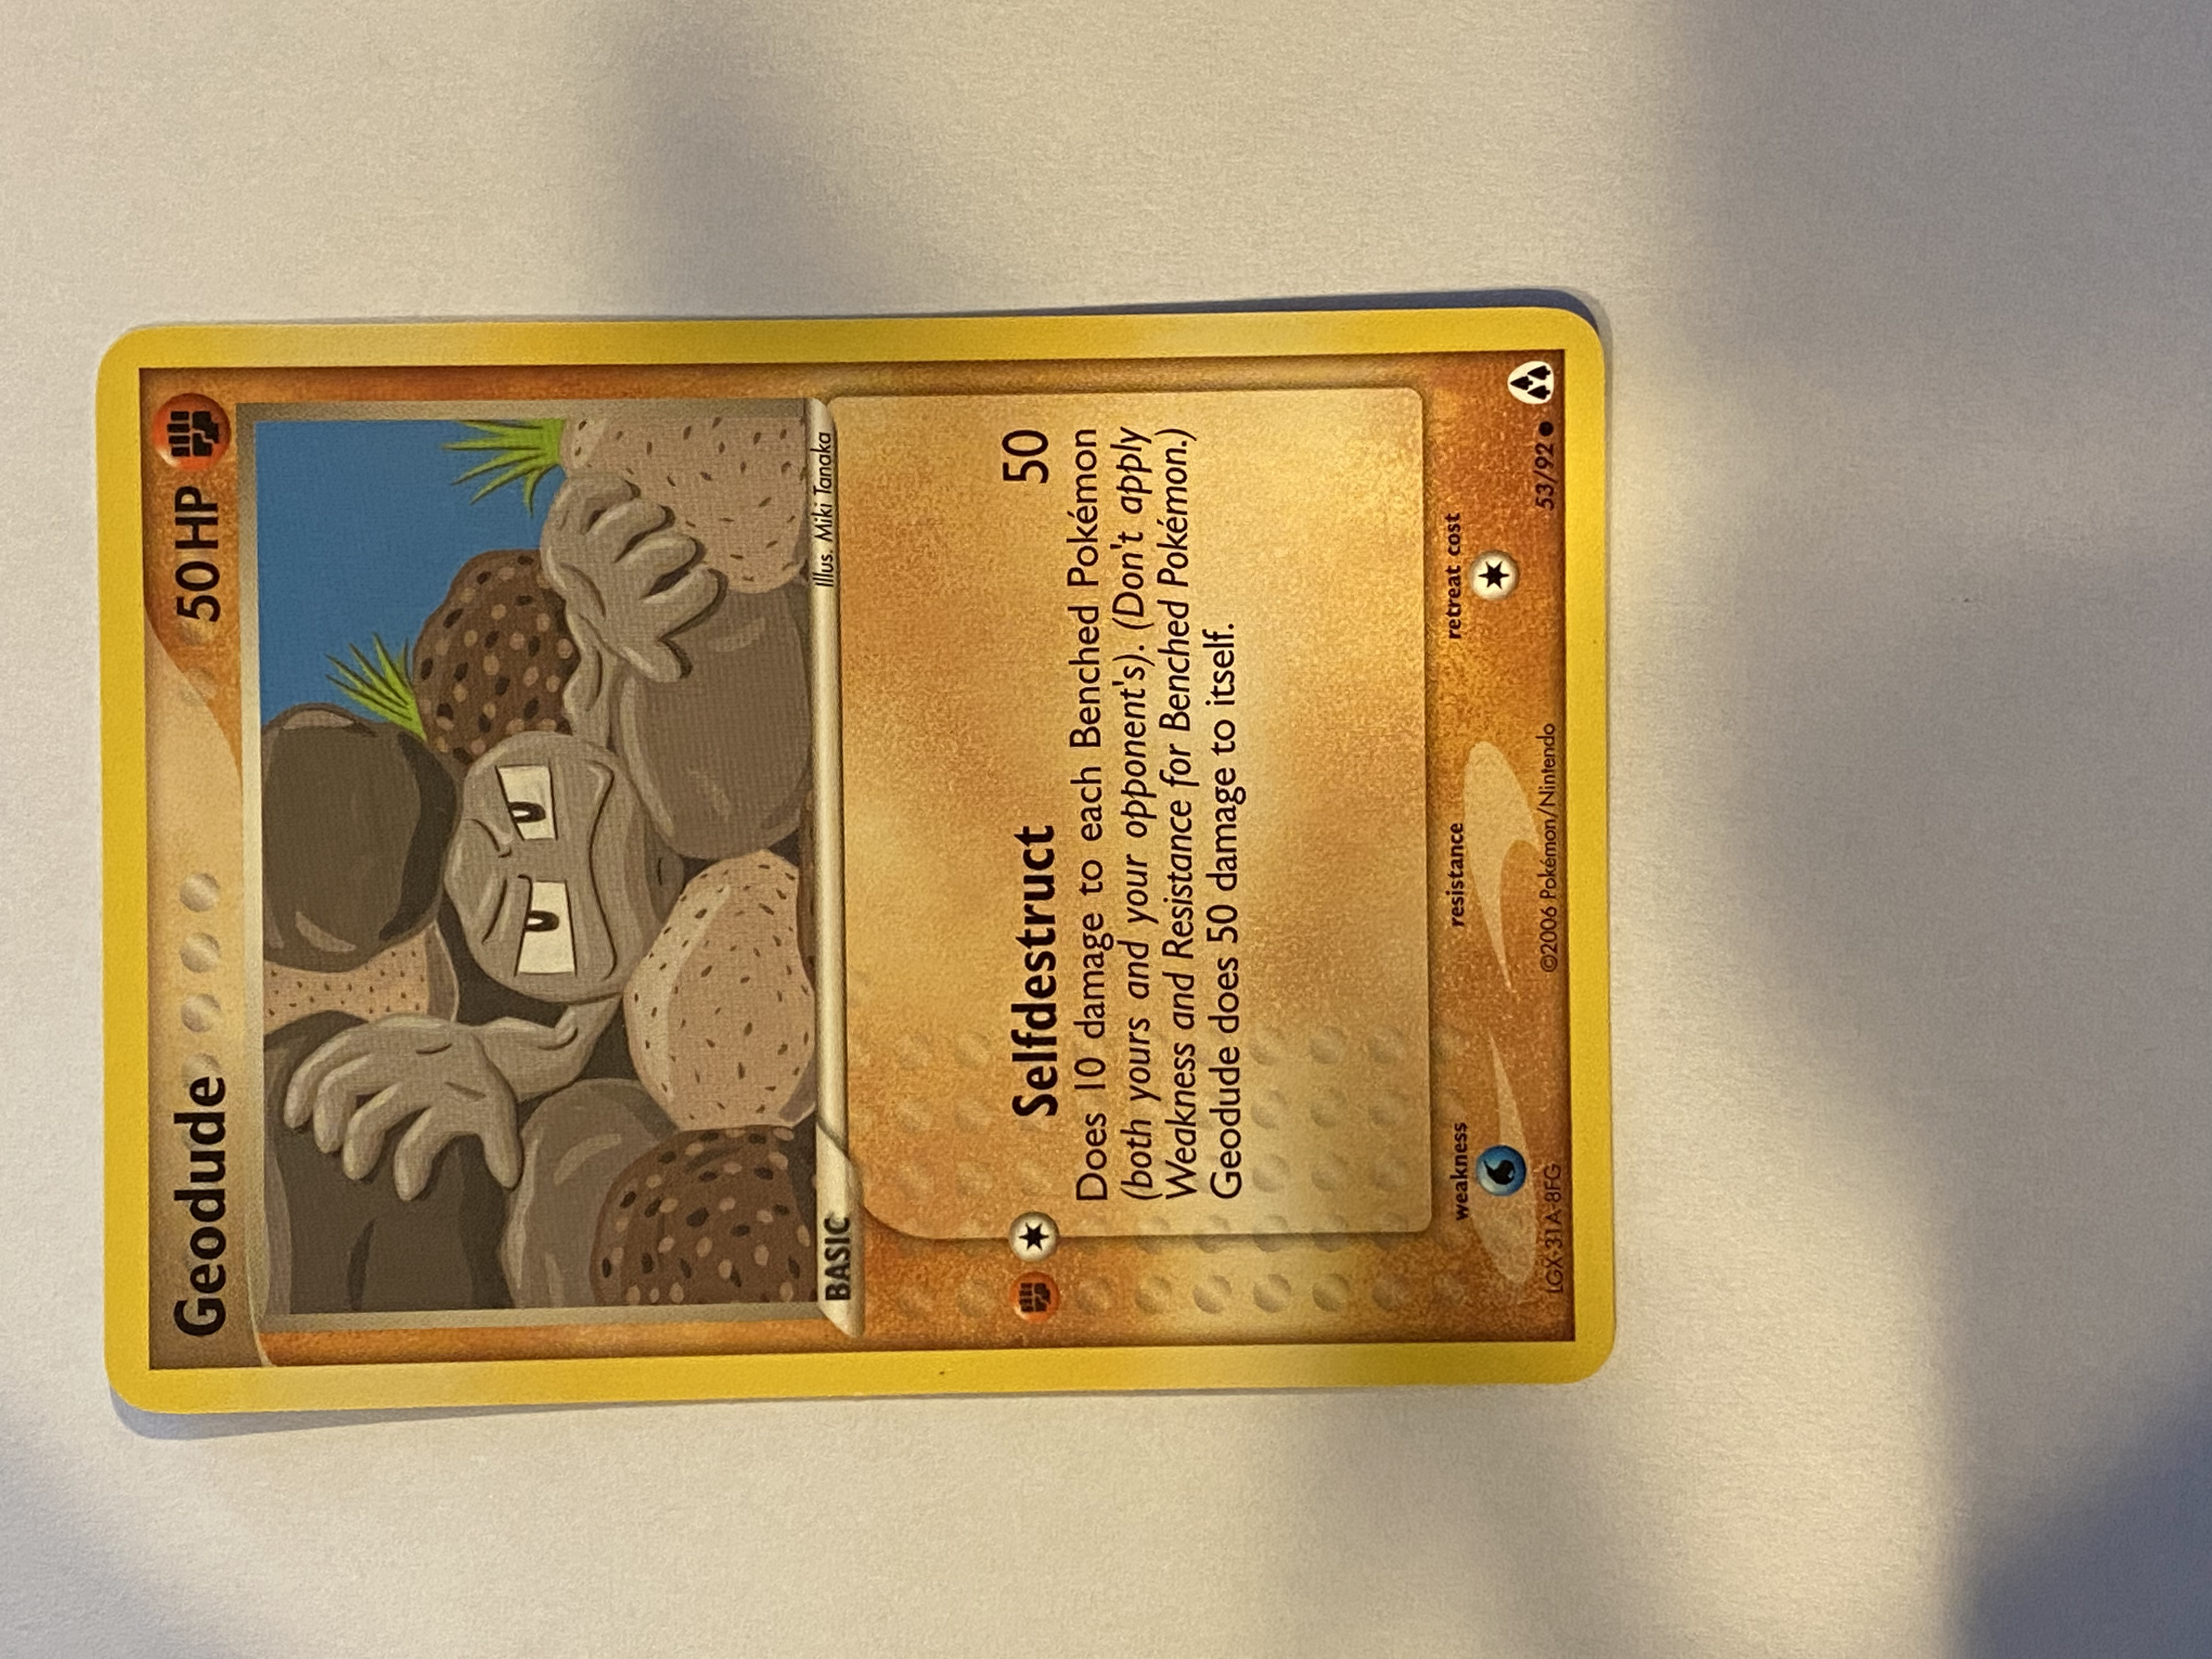 Geodude 50 HP
BASIC
Illus. Miki Tanaka
Selfdestruct 50
Does 10 damage to each Benched Pokémon
(both yours and your opponent's). (Don't apply
Weakness and Resistance for Benched Pokémon.)
Geodude does 50 damage to itself.
weakness resistance retreat cost
LGX-31A-8FG ©2006 Pokémon/Nintendo 53/92